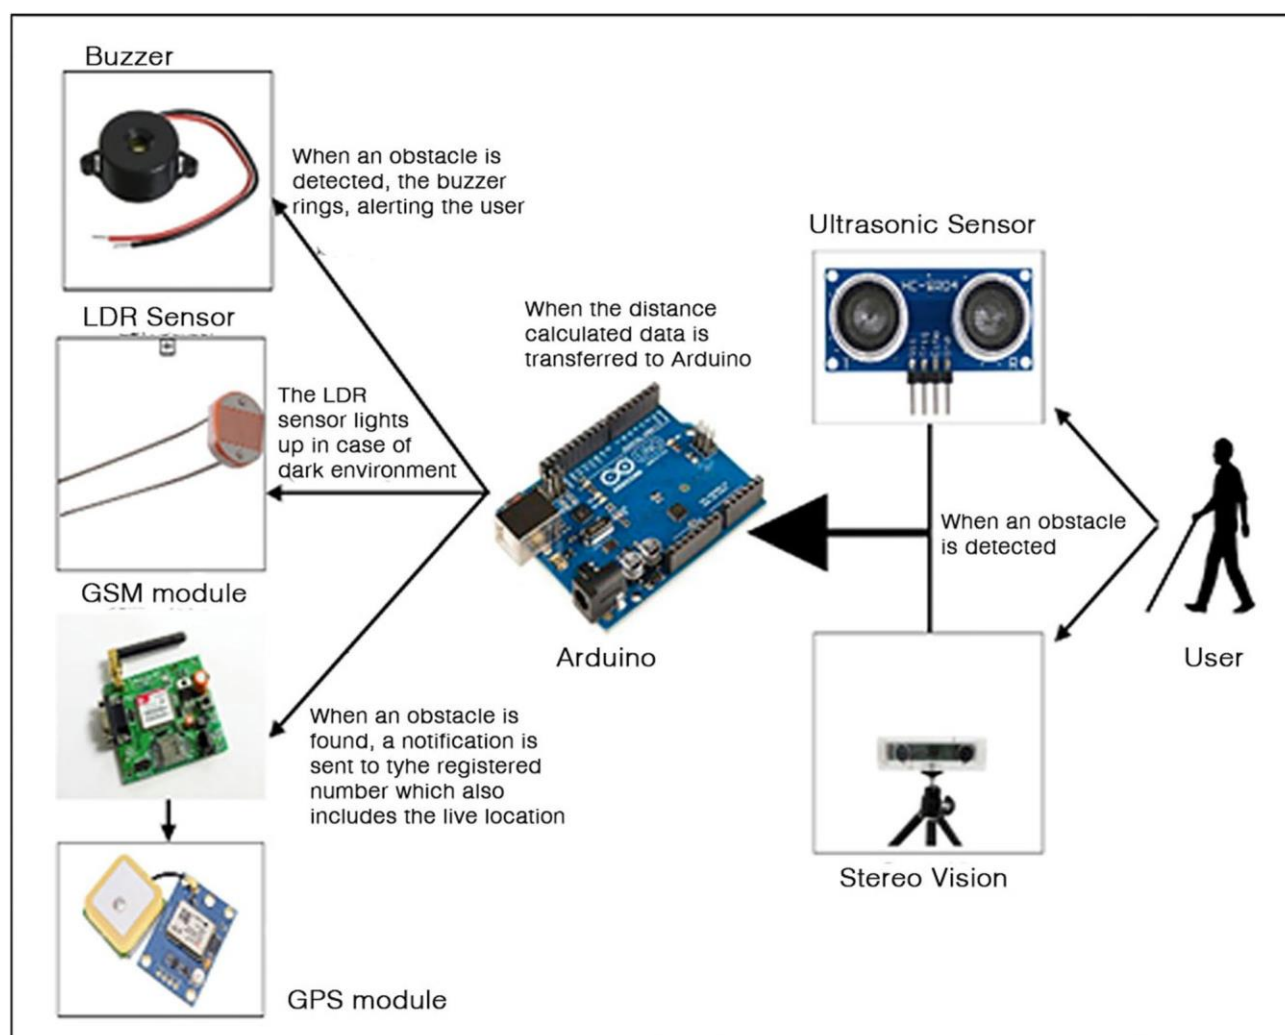 Buzzer
When an obstacle is
detected, the buzzer
rings, alerting the user
Ultrasonic Sensor
HC-SR04
LDR Sensor
When the distance
calculated data is
transferred to Arduino
The LDR
sensor lights
up in case of
dark environment
When an obstacle
is detected
GSM module
Arduino
User
When an obstacle is
found, a notification is
sent to tyhe registered
number which also
includes the live location
Stereo Vision
GPS module